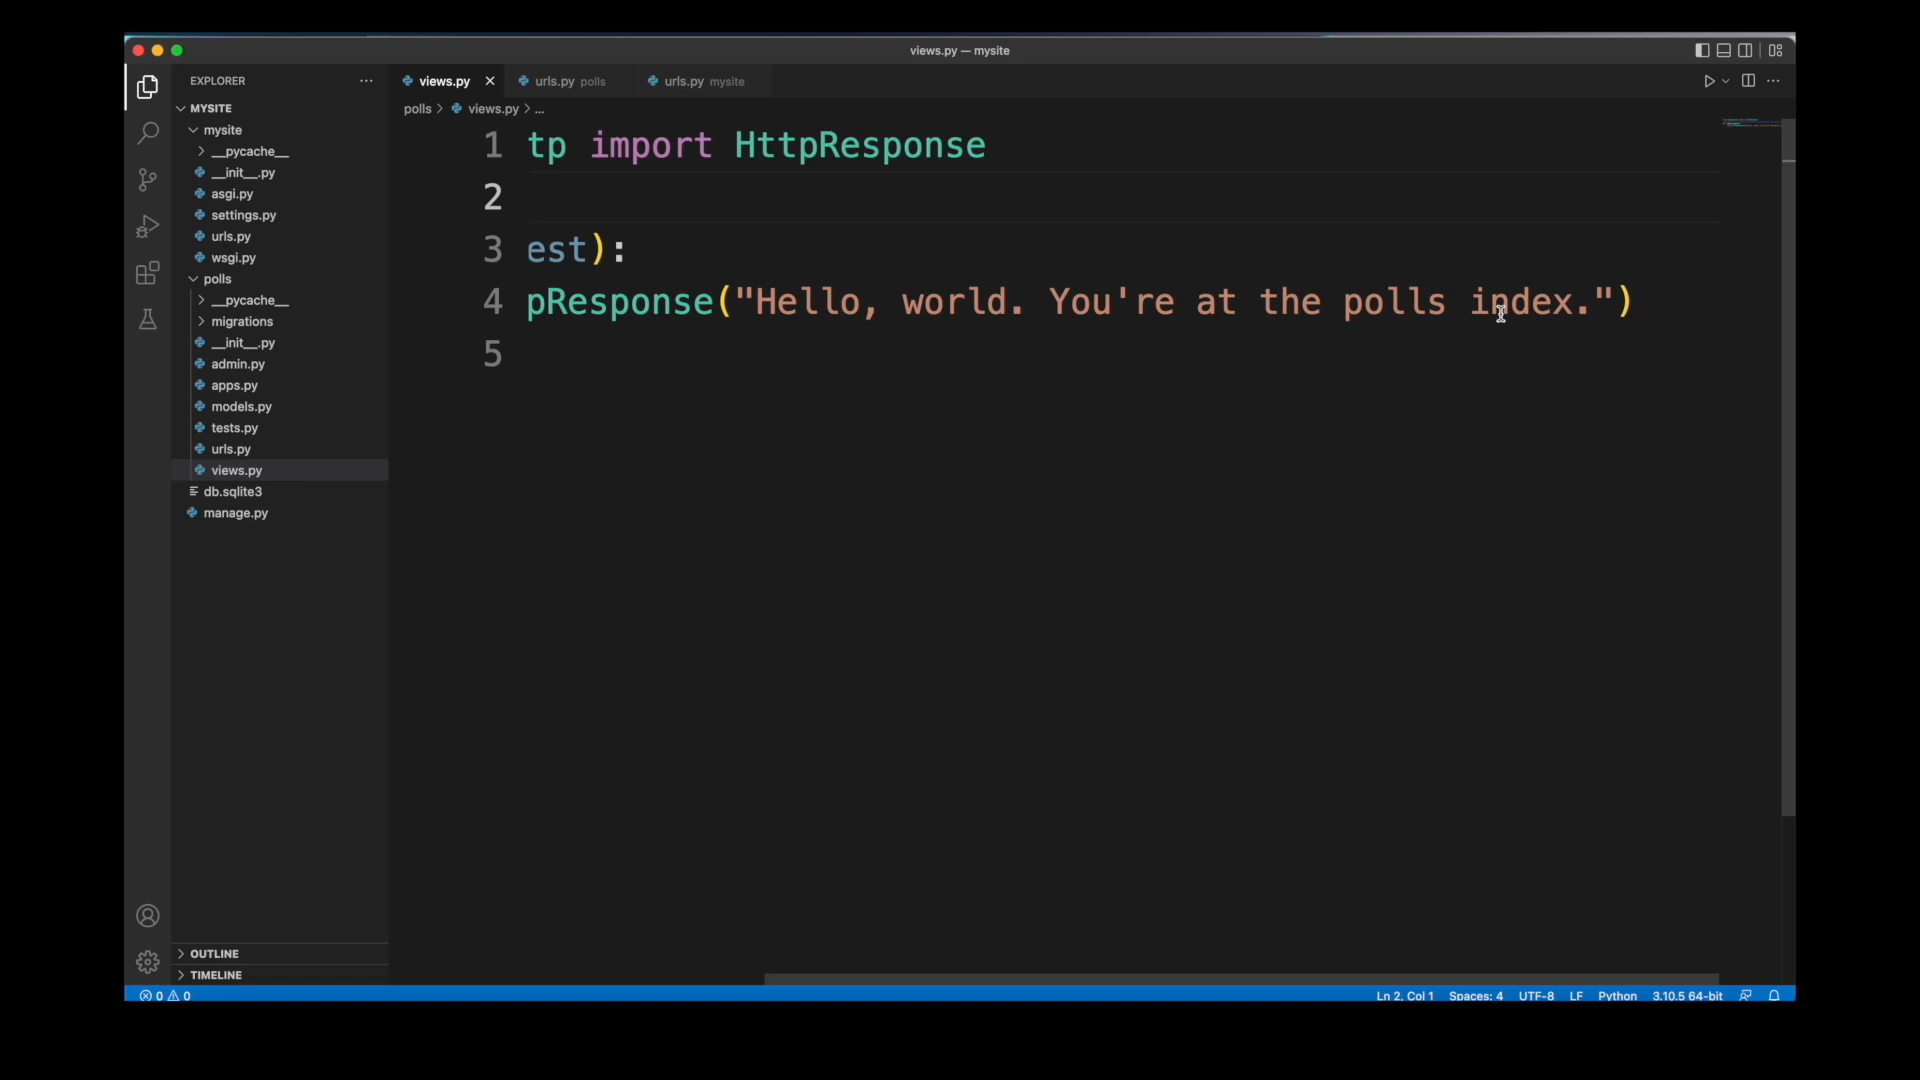 views.py — mysite
EXPLORER
MYSITE
mysite
__pycache__
__init__.py
asgi.py
settings.py
urls.py
wsgi.py
polls
__pycache__
migrations
__init__.py
admin.py
apps.py
models.py
tests.py
urls.py
views.py
db.sqlite3
manage.py
OUTLINE
TIMELINE
views.py urls.py polls urls.py mysite
polls > views.py > ...
1 tp import HttpResponse
2
3 est):
4 pResponse("Hello, world. You're at the polls index.")
5
0 0 Ln 2, Col 1 Spaces: 4 UTF-8 LF Python 3.10.5 64-bit